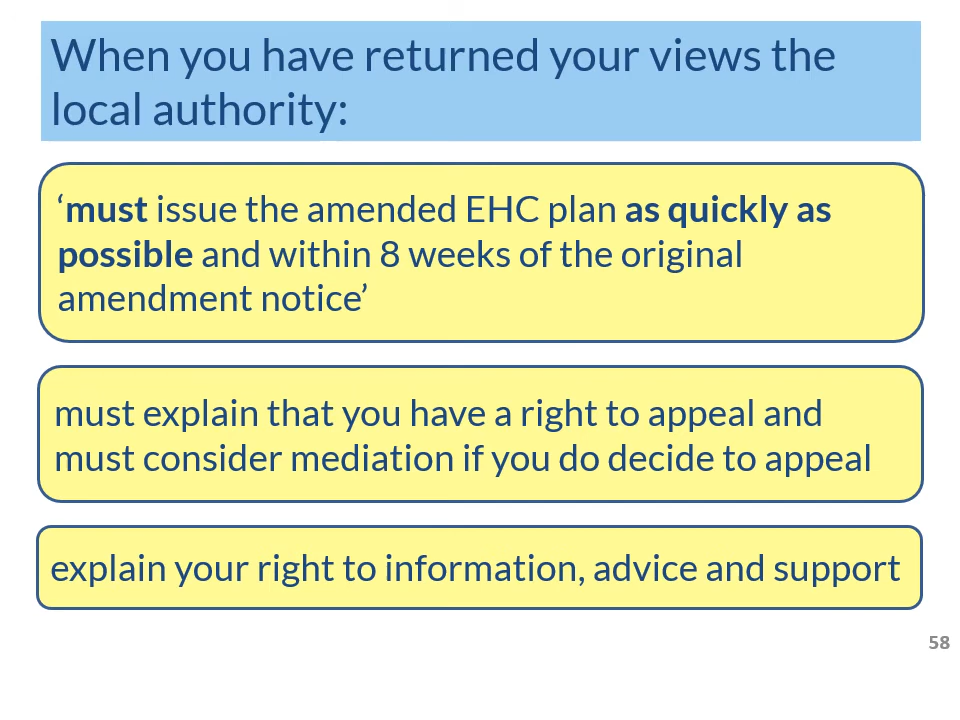 When you have returned your views the
local authority:
‘must issue the amended EHC plan as quickly as
possible and within 8 weeks of the original
amendment notice’
must explain that you have a right to appeal and
must consider mediation if you do decide to appeal
explain your right to information, advice and support
58